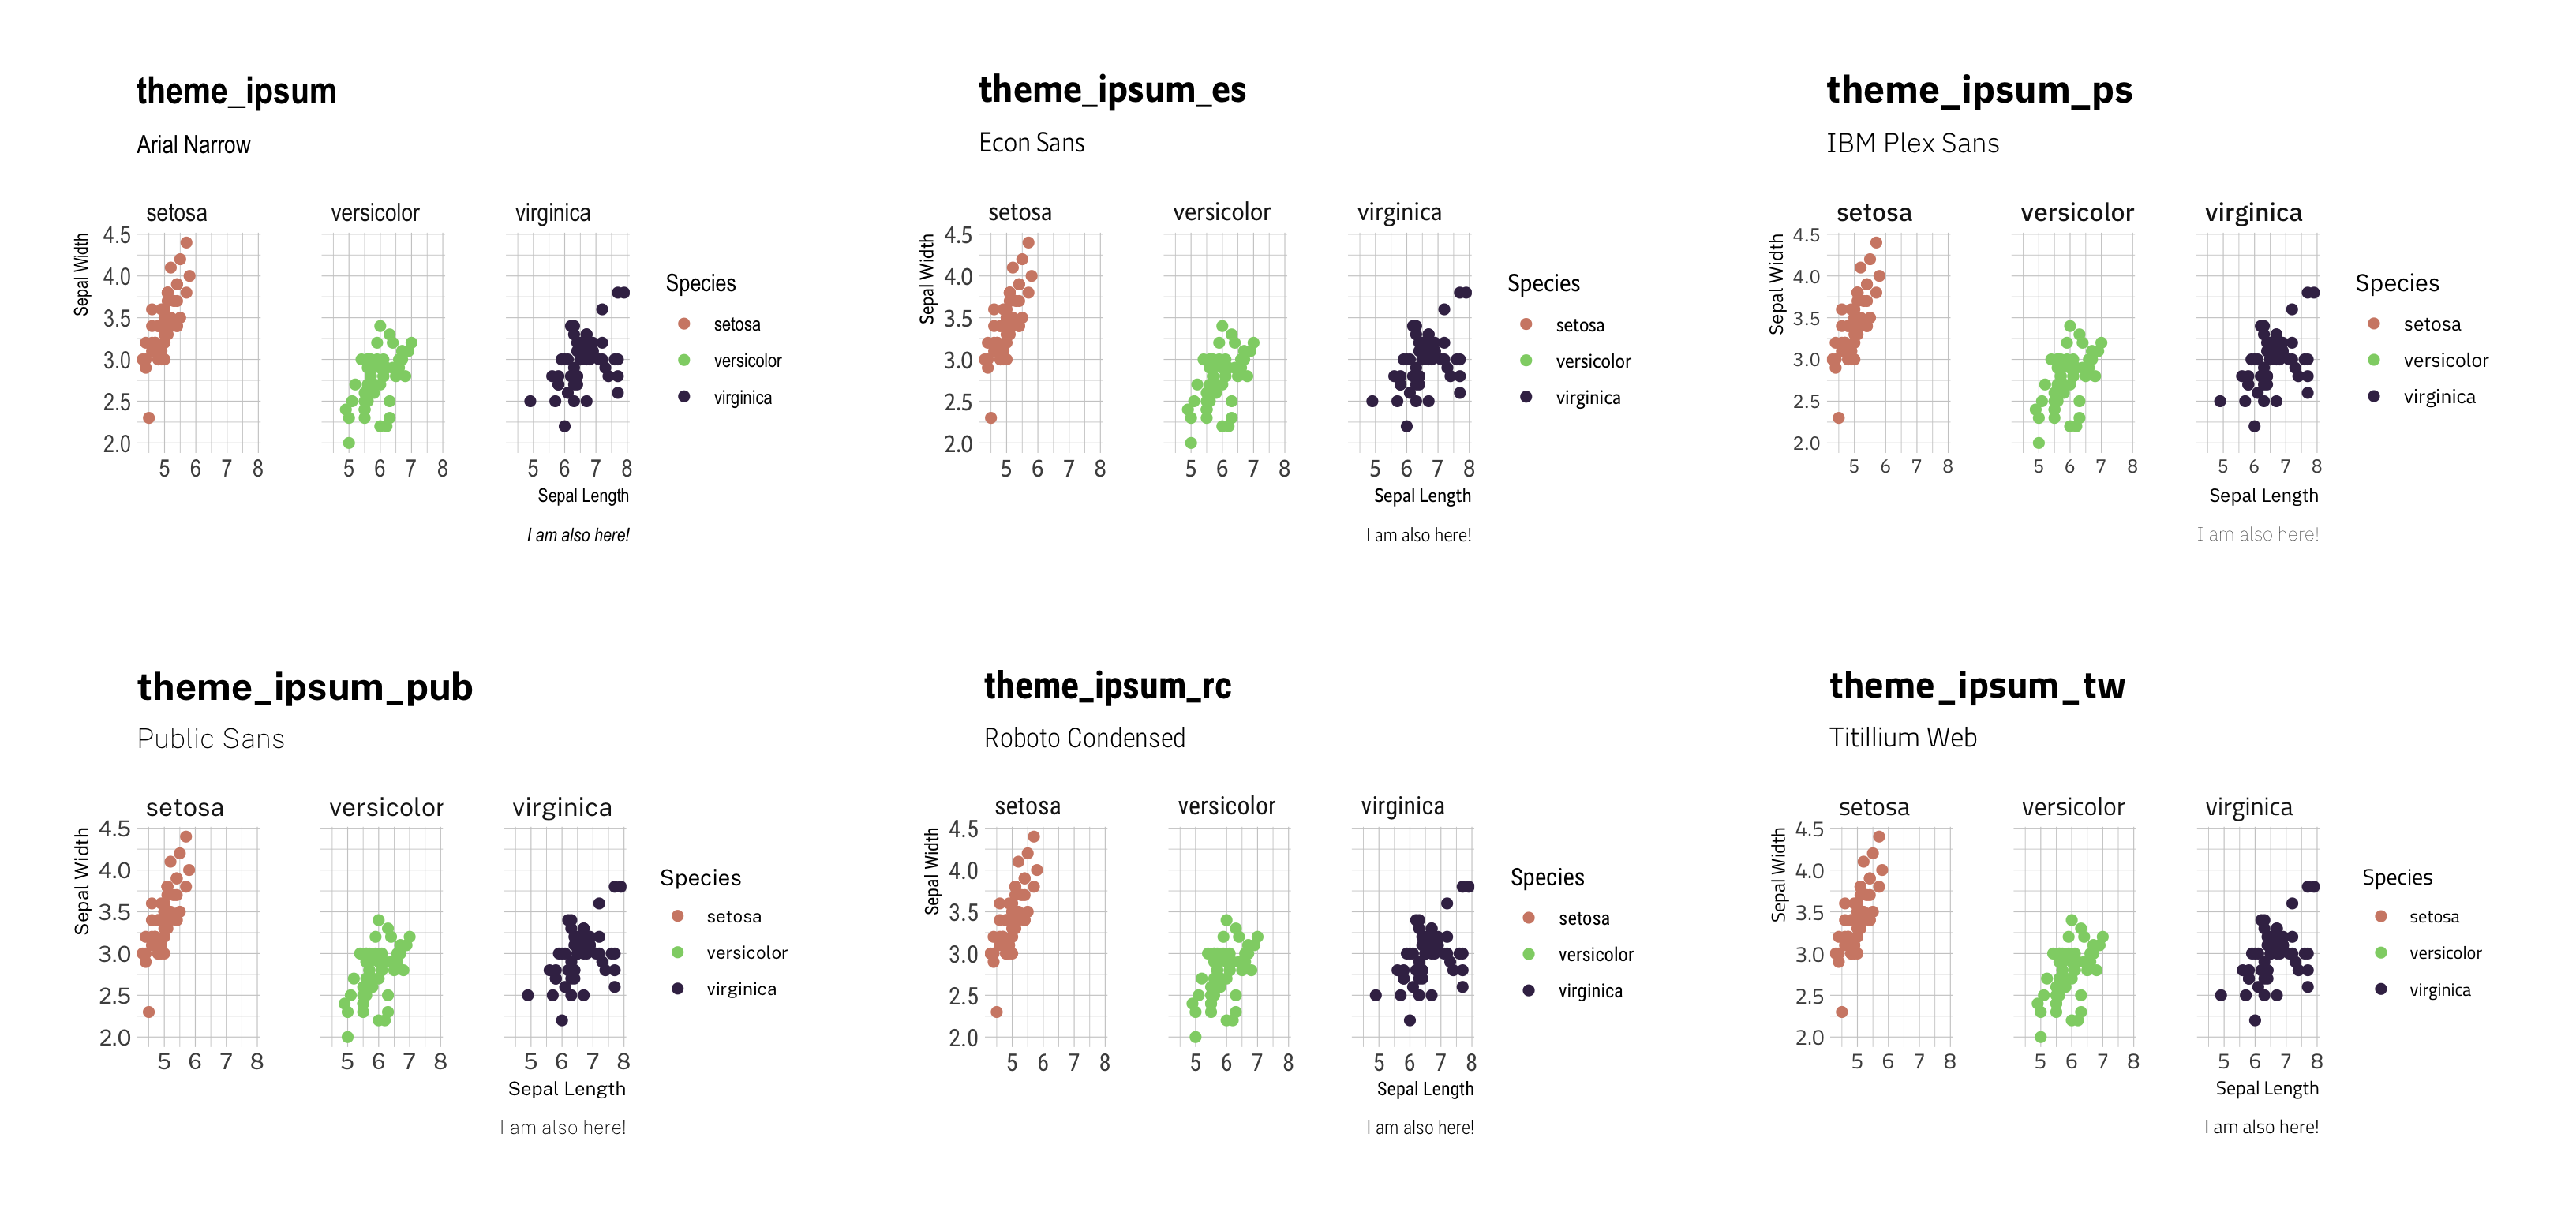 theme_ipsum
Arial Narrow
setosa versicolor virginica
Sepal Width
4.5
4.0
3.5
3.0
2.5
2.0
5 6 7 8 5 6 7 8 5 6 7 8
Sepal Length
I am also here!
Species
setosa
versicolor
virginica
theme_ipsum_es
Econ Sans
setosa versicolor virginica
Sepal Width
4.5
4.0
3.5
3.0
2.5
2.0
5 6 7 8 5 6 7 8 5 6 7 8
Sepal Length
I am also here!
Species
setosa
versicolor
virginica
theme_ipsum_ps
IBM Plex Sans
setosa versicolor virginica
Sepal Width
4.5
4.0
3.5
3.0
2.5
2.0
5 6 7 8 5 6 7 8 5 6 7 8
Sepal Length
I am also here!
Species
setosa
versicolor
virginica
theme_ipsum_pub
Public Sans
setosa versicolor virginica
Sepal Width
4.5
4.0
3.5
3.0
2.5
2.0
5 6 7 8 5 6 7 8 5 6 7 8
Sepal Length
I am also here!
Species
setosa
versicolor
virginica
theme_ipsum_rc
Roboto Condensed
setosa versicolor virginica
Sepal Width
4.5
4.0
3.5
3.0
2.5
2.0
5 6 7 8 5 6 7 8 5 6 7 8
Sepal Length
I am also here!
Species
setosa
versicolor
virginica
theme_ipsum_tw
Titillium Web
setosa versicolor virginica
Sepal Width
4.5
4.0
3.5
3.0
2.5
2.0
5 6 7 8 5 6 7 8 5 6 7 8
Sepal Length
I am also here!
Species
setosa
versicolor
virginica